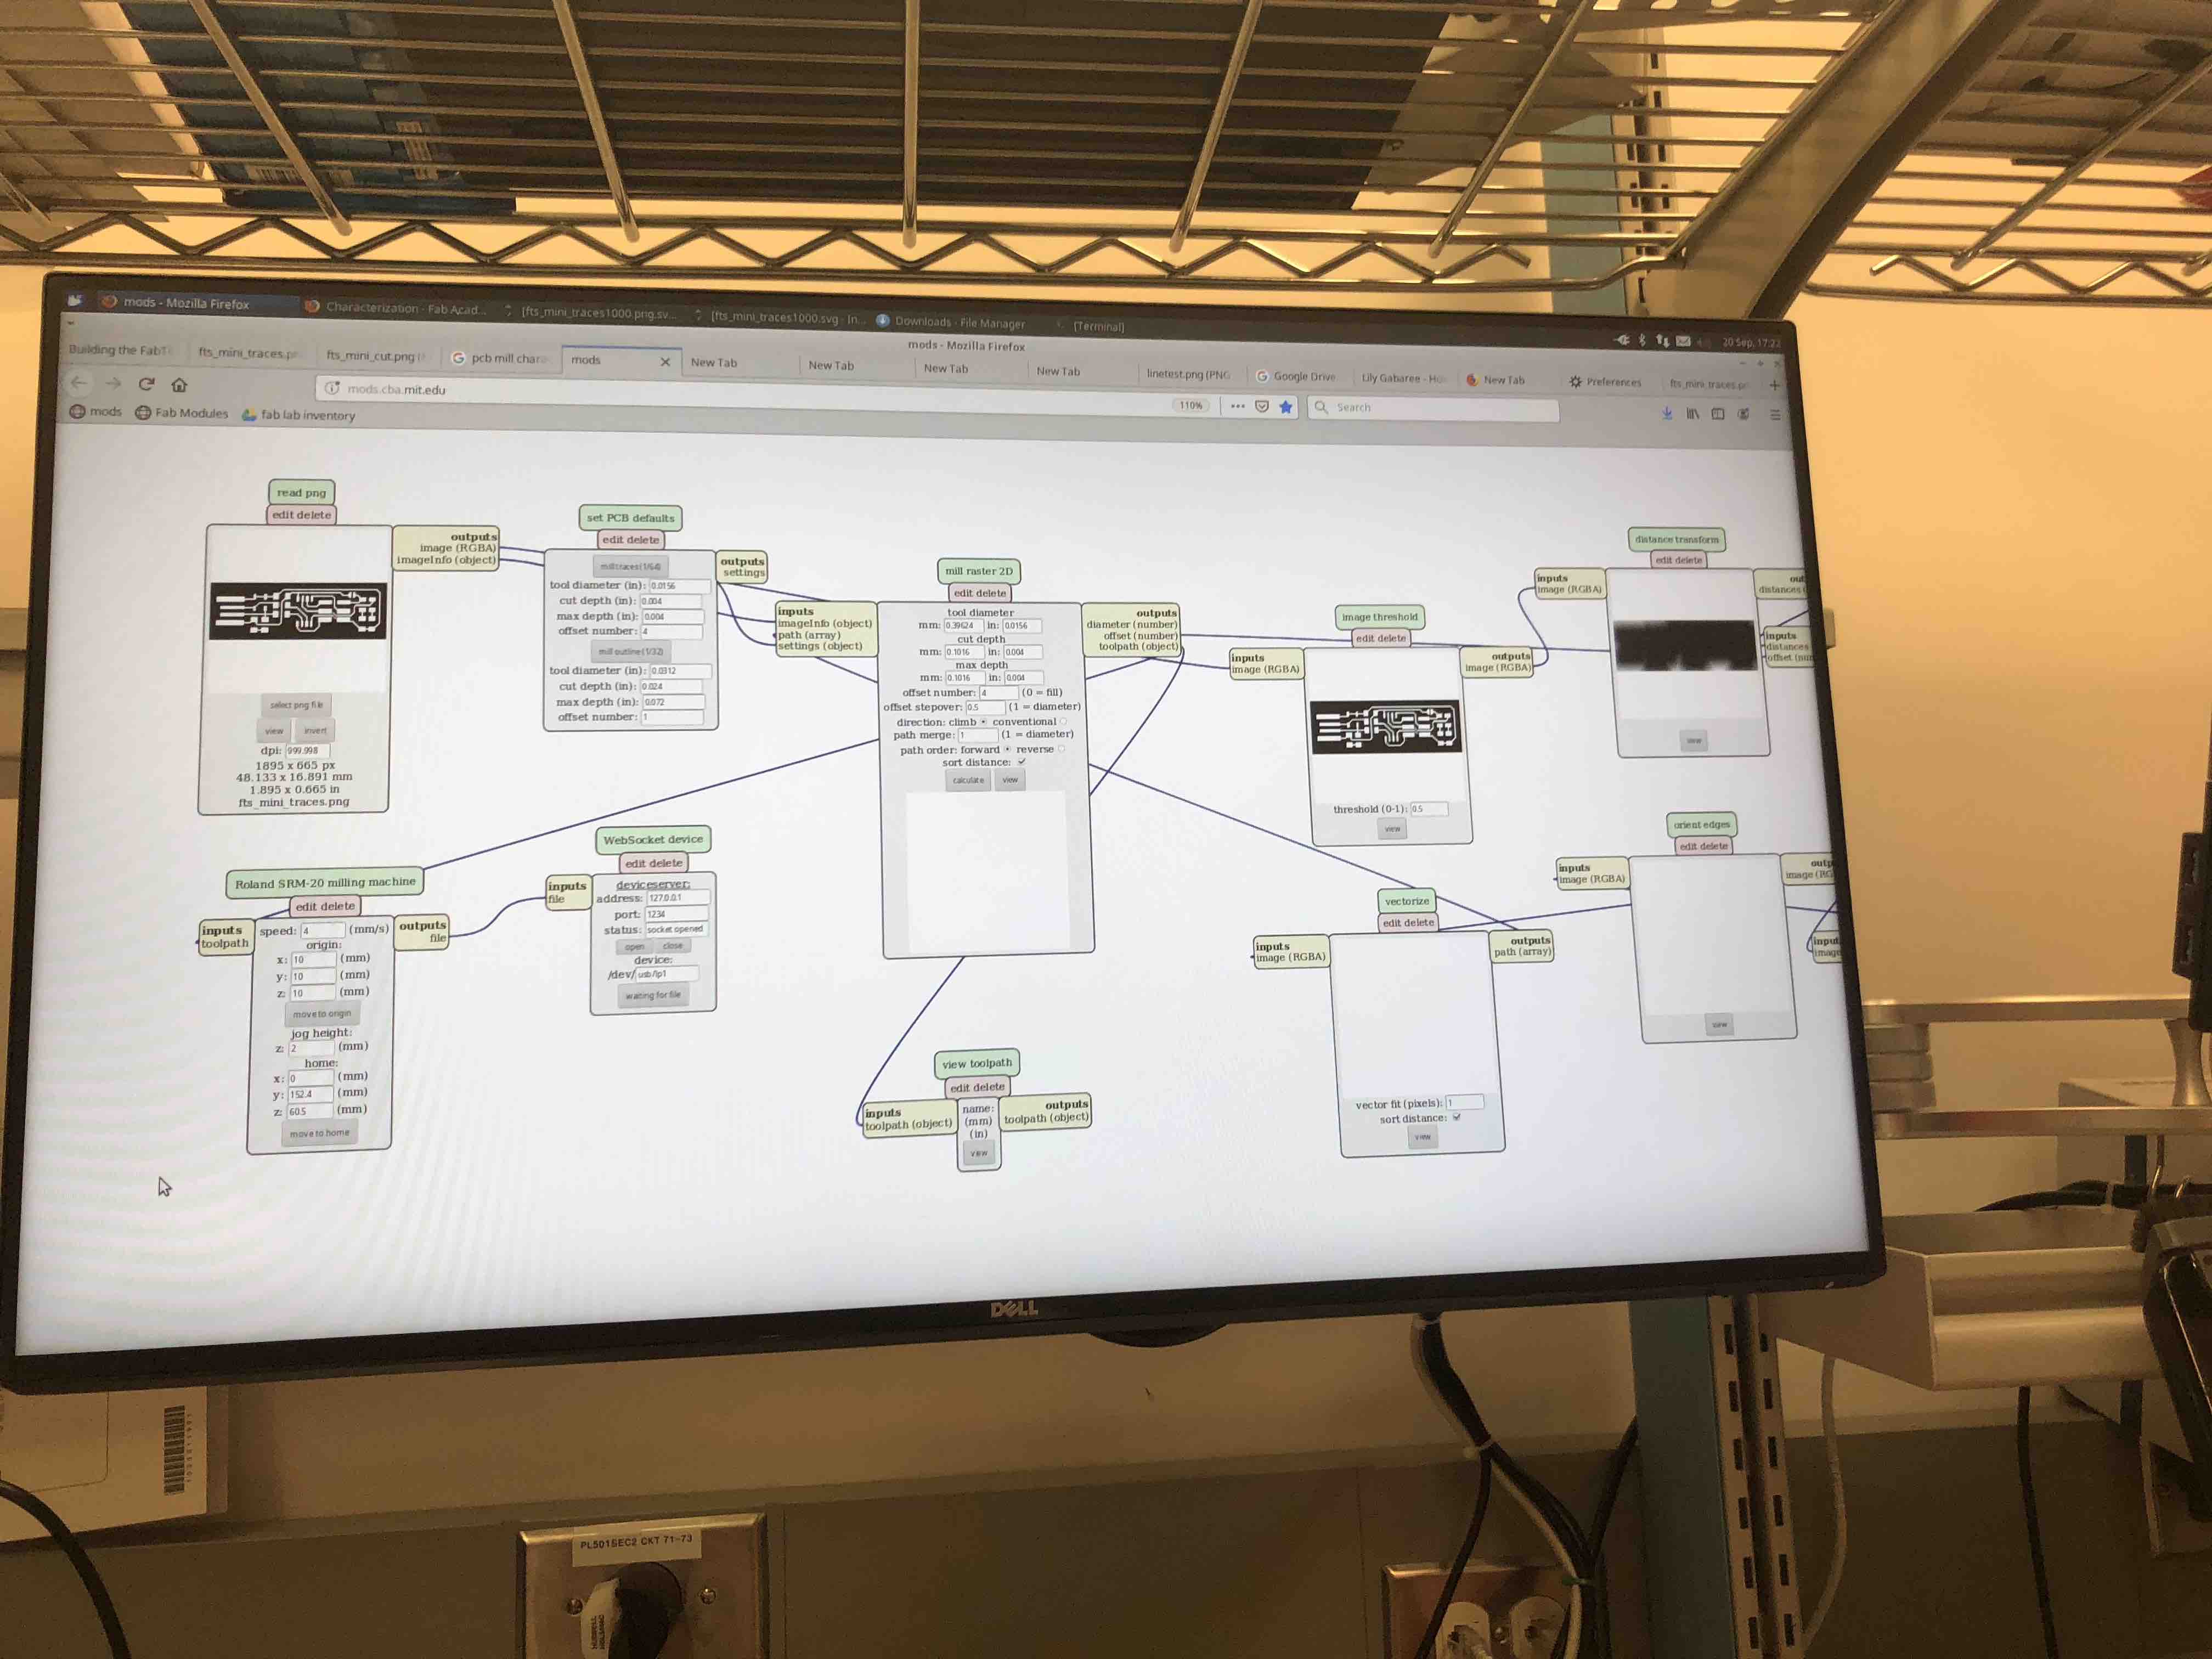 mods - Mozilla Firefox
Characterization - Fab Acad...
[fts_mini_traces1000.png.sv...
[fts_mini_traces1000.svg - In...
Downloads - File Manager
[Terminal]
mods - Mozilla Firefox
20 Sep, 17:22
Building the FabTi
fts_mini_traces.p
fts_mini_cut.png (
pcb mill chara
mods
New Tab
New Tab
New Tab
New Tab
linetest.png (PNG
Google Drive
Lily Gabaree - Ho
New Tab
Preferences
fts_mini_traces.p
mods.cba.mit.edu
110%
Search
mods
Fab Modules
fab lab inventory
read png
edit delete
outputs
image (RGBA)
imageInfo (object)
select png file
view
invert
dpi: 999.998
1895 x 665 px
48.133 x 16.891 mm
1.895 x 0.665 in
fts_mini_traces.png
set PCB defaults
edit delete
mill traces (1/64)
tool diameter (in): 0.0156
cut depth (in): 0.004
max depth (in): 0.004
offset number: 4
mill outline (1/32)
tool diameter (in): 0.0312
cut depth (in): 0.024
max depth (in): 0.072
offset number: 1
outputs
settings
mill raster 2D
edit delete
inputs
imageInfo (object)
path (array)
settings (object)
tool diameter
mm: 0.39624 in: 0.0156
cut depth
mm: 0.1016 in: 0.004
max depth
mm: 0.1016 in: 0.004
offset number: 4 (0 = fill)
offset stepover: 0.5 (1 = diameter)
direction: climb conventional
path merge: 1 (1 = diameter)
path order: forward reverse
sort distance:
calculate
view
outputs
diameter (number)
offset (number)
toolpath (object)
image threshold
edit delete
inputs
image (RGBA)
outputs
image (RGBA)
threshold (0-1): 0.5
view
distance transform
edit delete
inputs
image (RGBA)
out
distances
view
inputs
distances
offset (nu
Roland SRM-20 milling machine
edit delete
inputs
toolpath
speed: 4 (mm/s)
origin:
x: 10 (mm)
y: 10 (mm)
z: 10 (mm)
move to origin
jog height:
z: 2 (mm)
home:
x: 0 (mm)
y: 152.4 (mm)
z: 60.5 (mm)
move to home
outputs
file
WebSocket device
edit delete
inputs
file
deviceserver:
address: 127.0.0.1
port: 1234
status: socket opened
open
close
device:
/dev/ usb/lp1
waiting for file
view toolpath
edit delete
inputs
toolpath (object)
name:
(mm)
(in)
view
outputs
toolpath (object)
vectorize
edit delete
inputs
image (RGBA)
outputs
path (array)
vector fit (pixels): 1
sort distance:
view
orient edges
edit delete
inputs
image (RGBA)
outp
image (RG
view
input
image
DELL
PL501SEC2 CKT 71-73